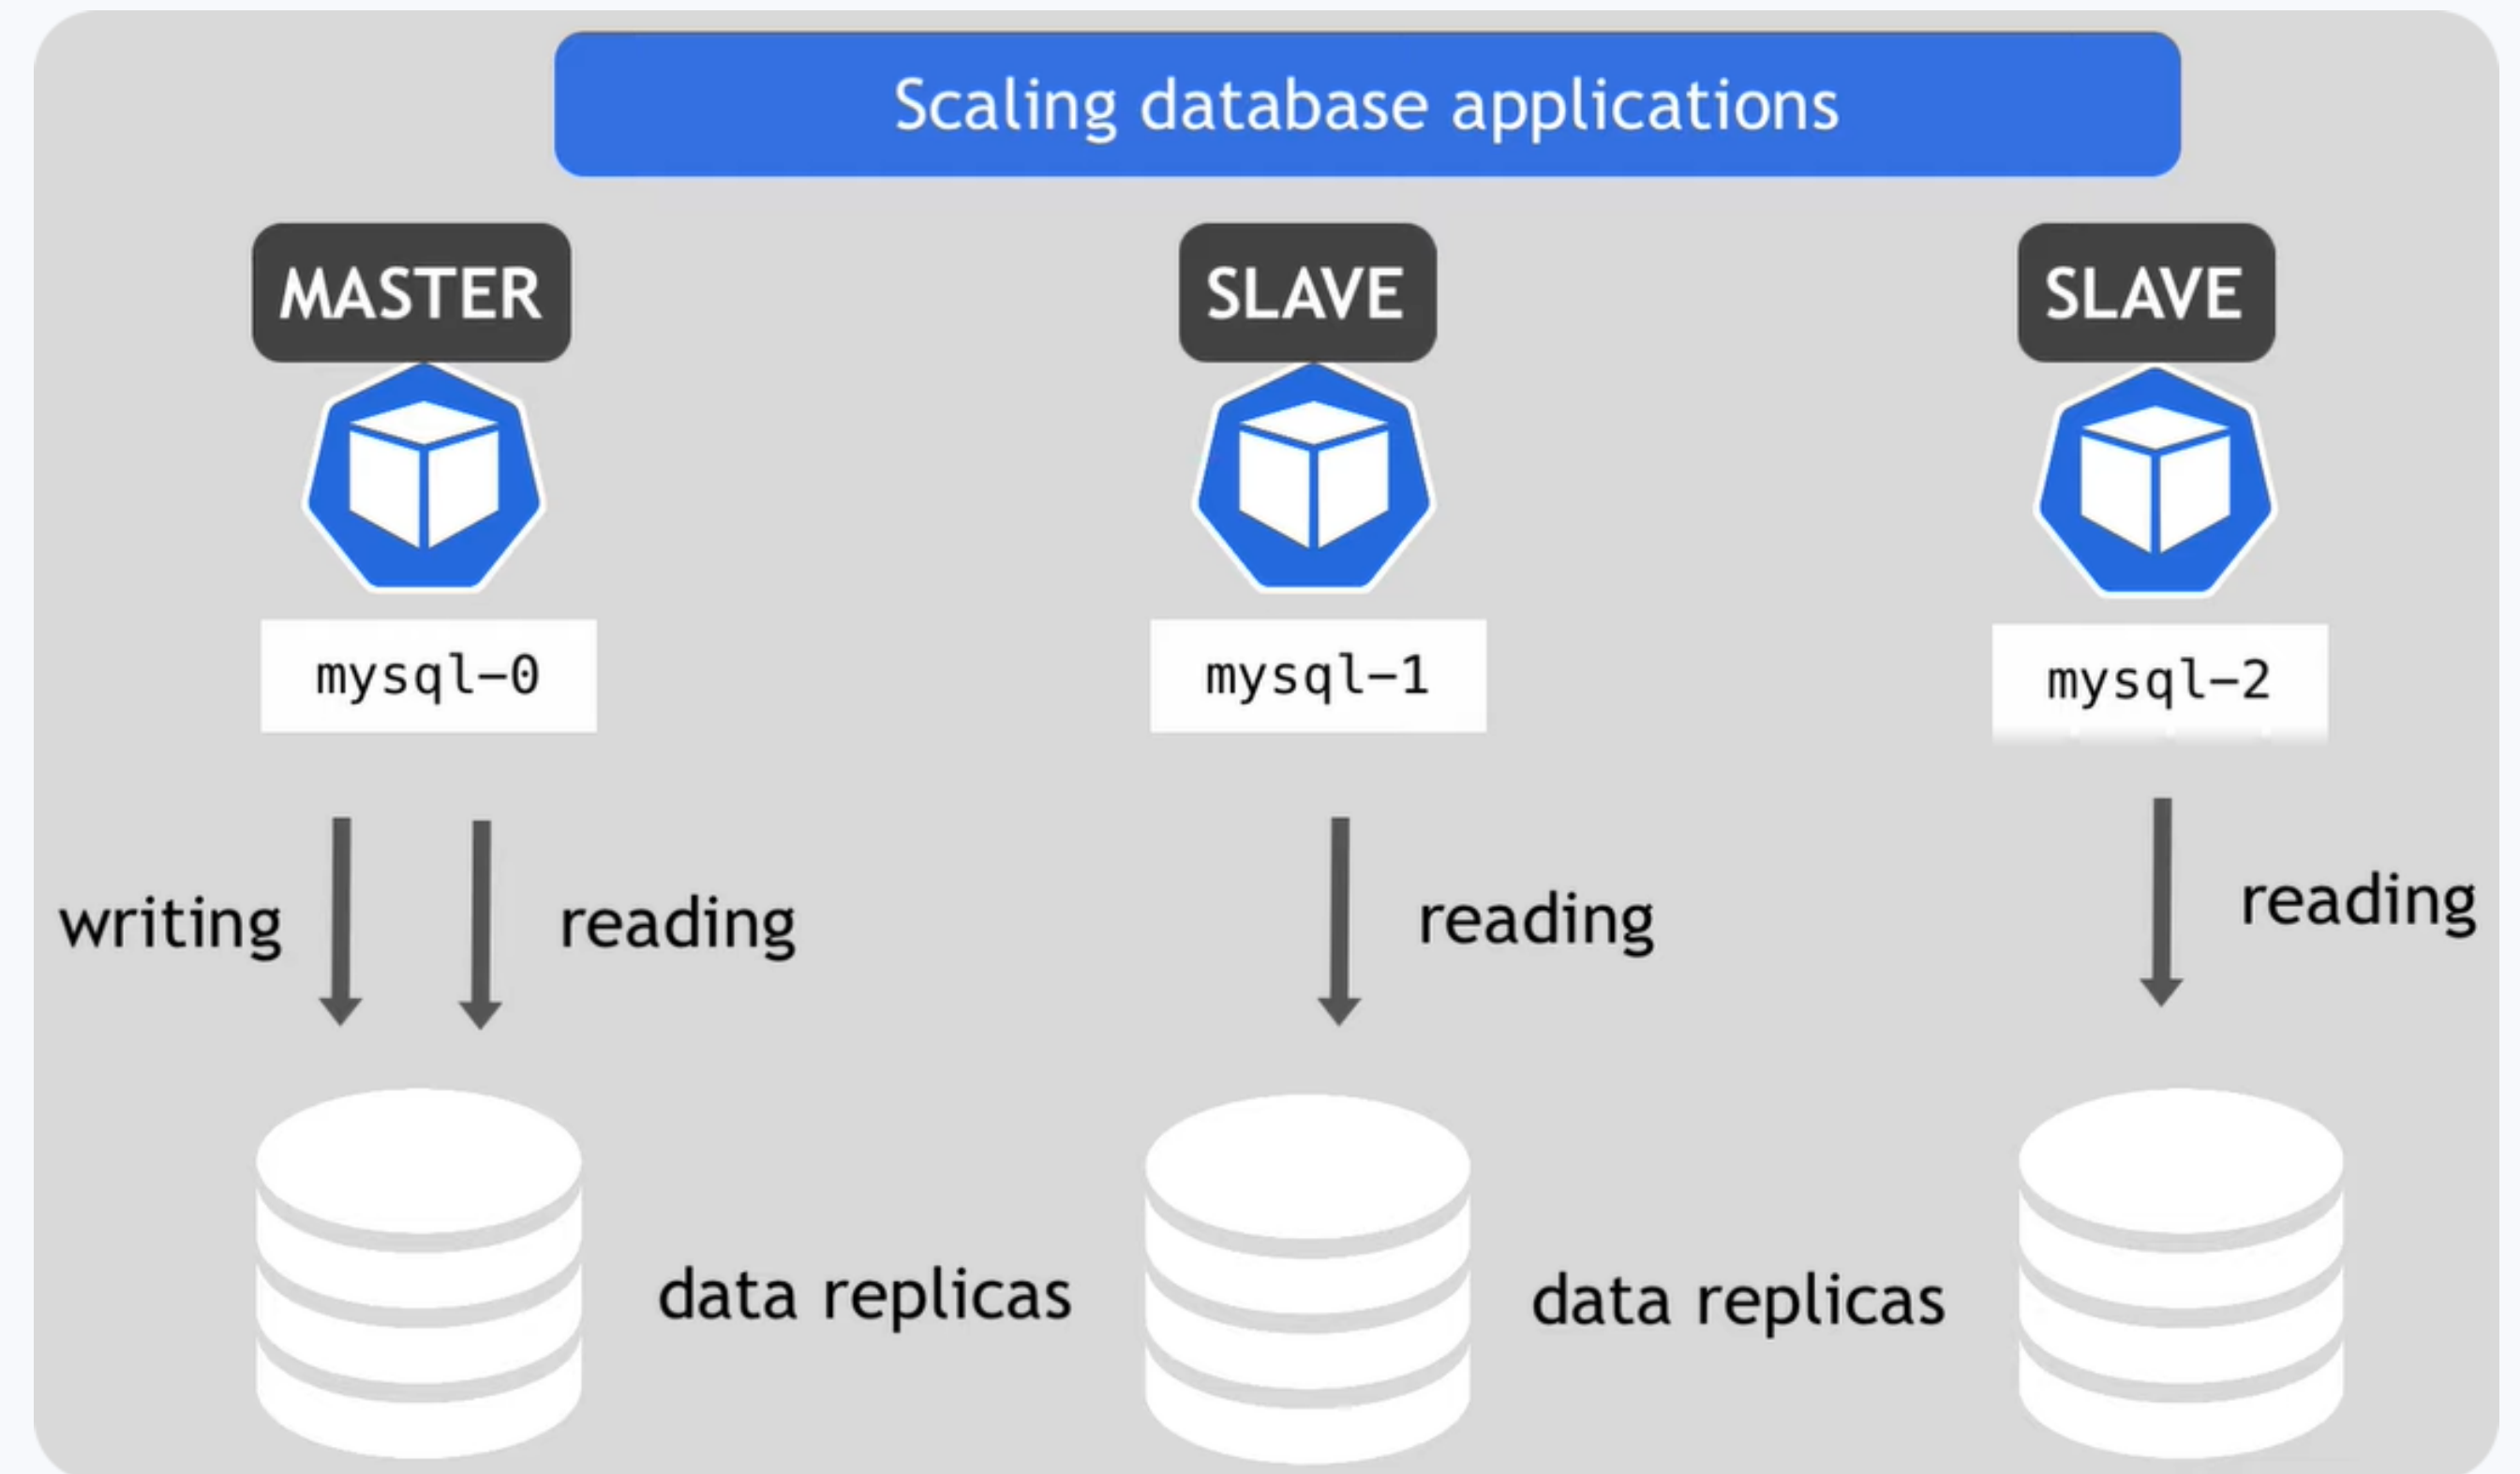 Scaling database applications
MASTER
SLAVE
SLAVE
mysql-0
mysql-1
mysql-2
writing
reading
reading
reading
data replicas
data replicas